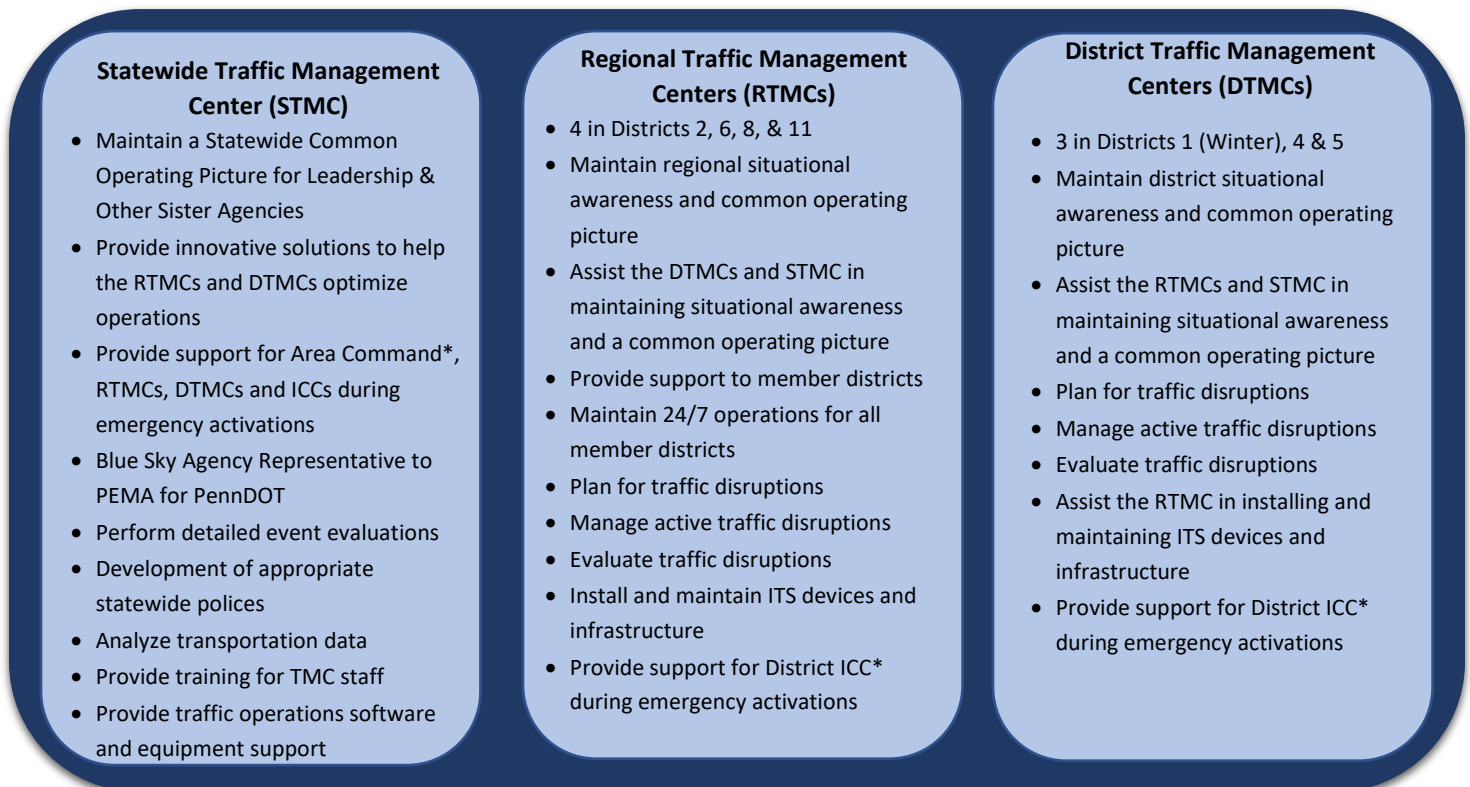 Statewide Traffic Management
Center (STMC)
• Maintain a Statewide Common
Operating Picture for Leadership &
Other Sister Agencies
• Provide innovative solutions to help
the RTMCs and DTMCs optimize
operations
• Provide support for Area Command*,
RTMCs, DTMCs and ICCs during
emergency activations
• Blue Sky Agency Representative to
PEMA for PennDOT
• Perform detailed event evaluations
• Development of appropriate
statewide polices
• Analyze transportation data
• Provide training for TMC staff
• Provide traffic operations software
and equipment support
Regional Traffic Management
Centers (RTMCs)
• 4 in Districts 2, 6, 8, & 11
• Maintain regional situational
awareness and common operating
picture
• Assist the DTMCs and STMC in
maintaining situational awareness
and a common operating picture
• Provide support to member districts
• Maintain 24/7 operations for all
member districts
• Plan for traffic disruptions
• Manage active traffic disruptions
• Evaluate traffic disruptions
• Install and maintain ITS devices and
infrastructure
• Provide support for District ICC*
during emergency activations
District Traffic Management
Centers (DTMCs)
• 3 in Districts 1 (Winter), 4 & 5
• Maintain district situational
awareness and common operating
picture
• Assist the RTMCs and STMC in
maintaining situational awareness
and a common operating picture
• Plan for traffic disruptions
• Manage active traffic disruptions
• Evaluate traffic disruptions
• Assist the RTMC in installing and
maintaining ITS devices and
infrastructure
• Provide support for District ICC*
during emergency activations